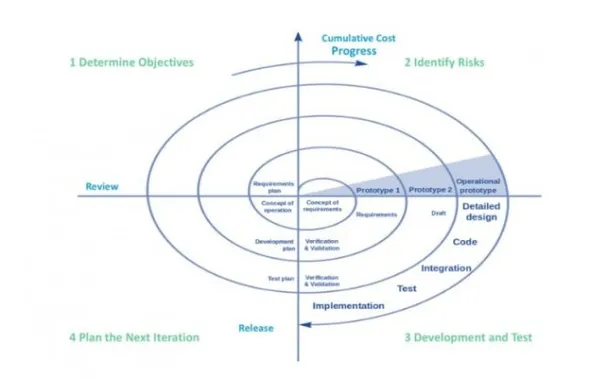 Cumulative Cost
Progress
1 Determine Objectives
2 Identify Risks
Review
Requirements
plan
Concept of
operation
Concept of
requirements
Prototype 1
Prototype 2
Operational
prototype
Requirements
Draft
Detailed
design
Development
plan
Verification
& Validation
Code
Test plan
Verification
& Validation
Integration
Test
Implementation
Release
4 Plan the Next Iteration
3 Development and Test